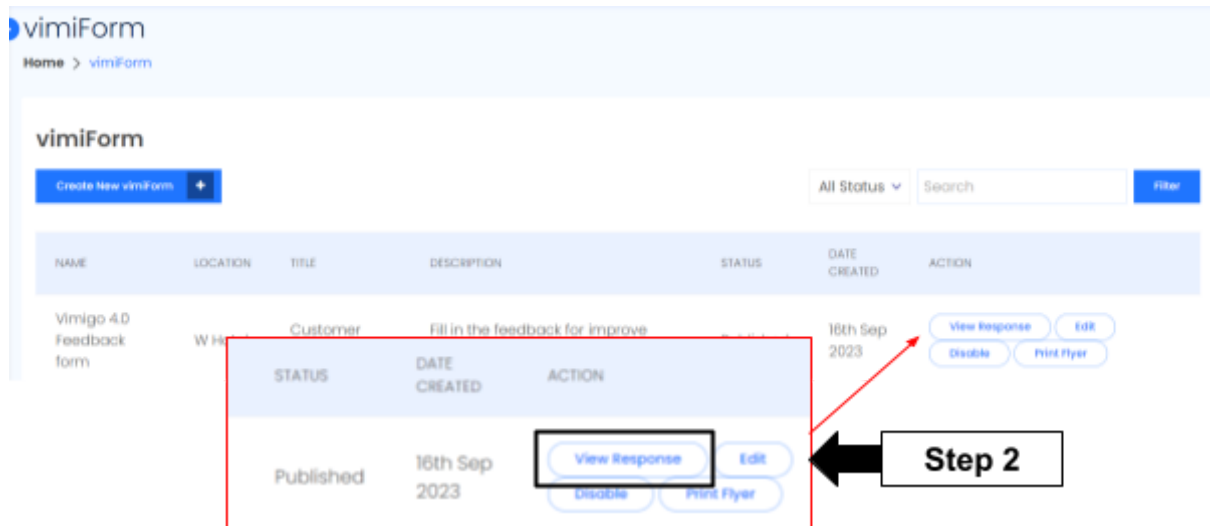 vimiForm
Home > vimiForm
vimiForm
Create New vimiForm +
All Status Search Filter
NAME LOCATION TITLE DESCRIPTION STATUS DATE CREATED ACTION
Vimigo 4.0 Feedback form
W
Customer
Fill in the feedback for improve
16th Sep 2023
View Response Edit
Disable Print Flyer
STATUS DATE CREATED ACTION
Published
16th Sep 2023
View Response Edit
Disable Print Flyer
Step 2